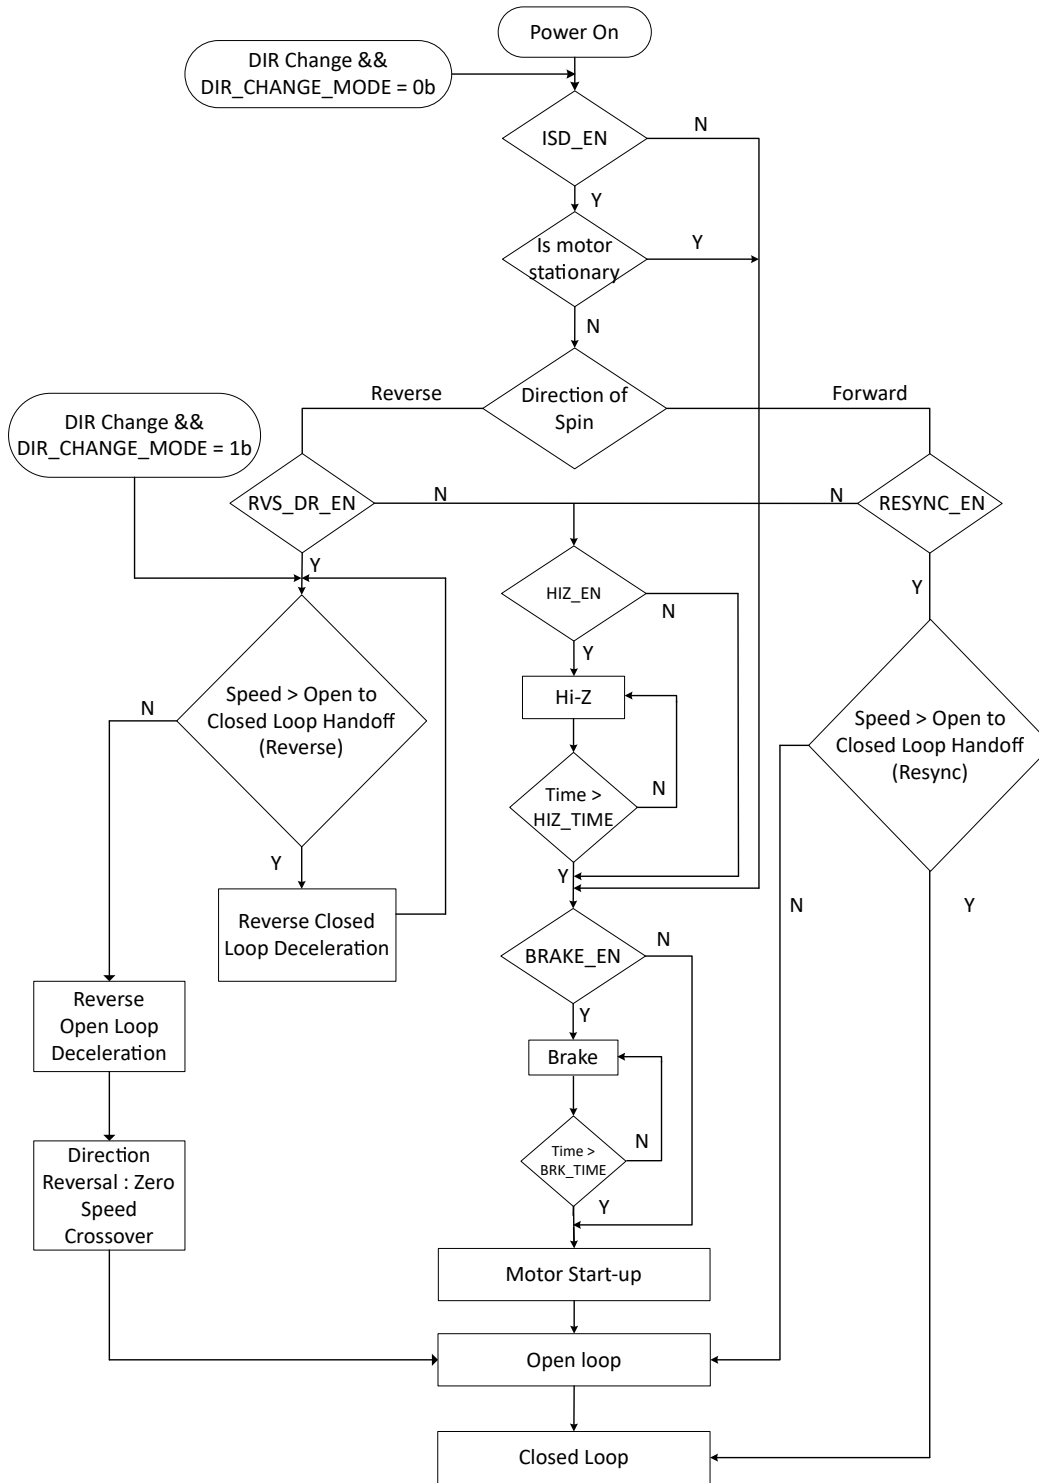 Power On
DIR Change &&
DIR_CHANGE_MODE = 0b
ISD_EN
N
Y
Is motor
stationary
Y
N
Direction of
Spin
Reverse
Forward
DIR Change &&
DIR_CHANGE_MODE = 1b
RVS_DR_EN
N
N
RESYNC_EN
Y
Y
HIZ_EN
N
Y
Speed > Open to
Closed Loop Handoff
(Reverse)
N
Y
Hi-Z
Time >
HIZ_TIME
N
Y
Speed > Open to
Closed Loop Handoff
(Resync)
N
Y
Reverse Closed
Loop Deceleration
BRAKE_EN
N
Y
Reverse
Open Loop
Deceleration
Brake
Time >
BRK_TIME
N
Y
Direction
Reversal : Zero
Speed
Crossover
Motor Start-up
Open loop
Closed Loop